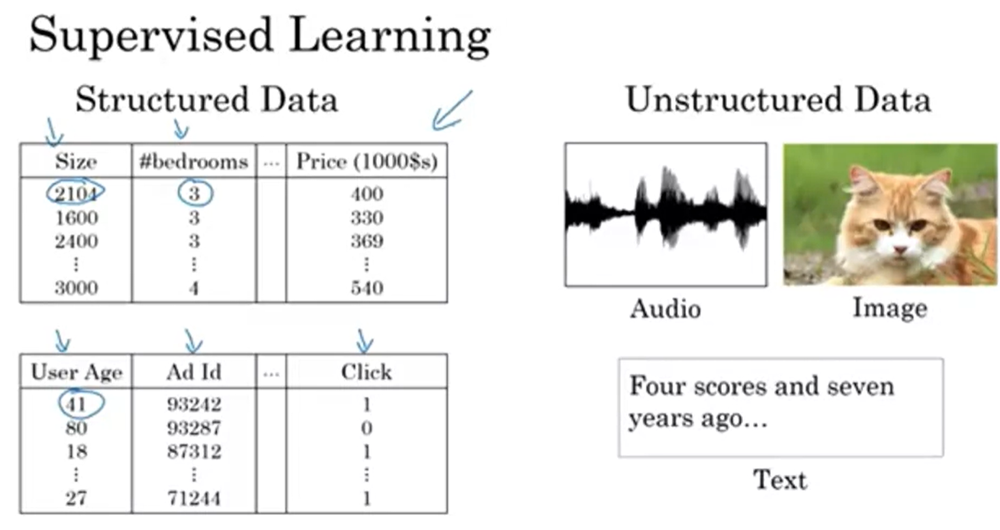 Supervised Learning
Structured Data
Size #bedrooms ... Price (1000$s)
2104 3 400
1600 3 330
2400 3 369
⋮ ⋮ ⋮
3000 4 540
User Age Ad Id ... Click
41 93242 1
80 93287 0
18 87312 1
⋮ ⋮ ⋮
27 71244 1
Unstructured Data
Audio
Image
Four scores and seven
years ago...
Text